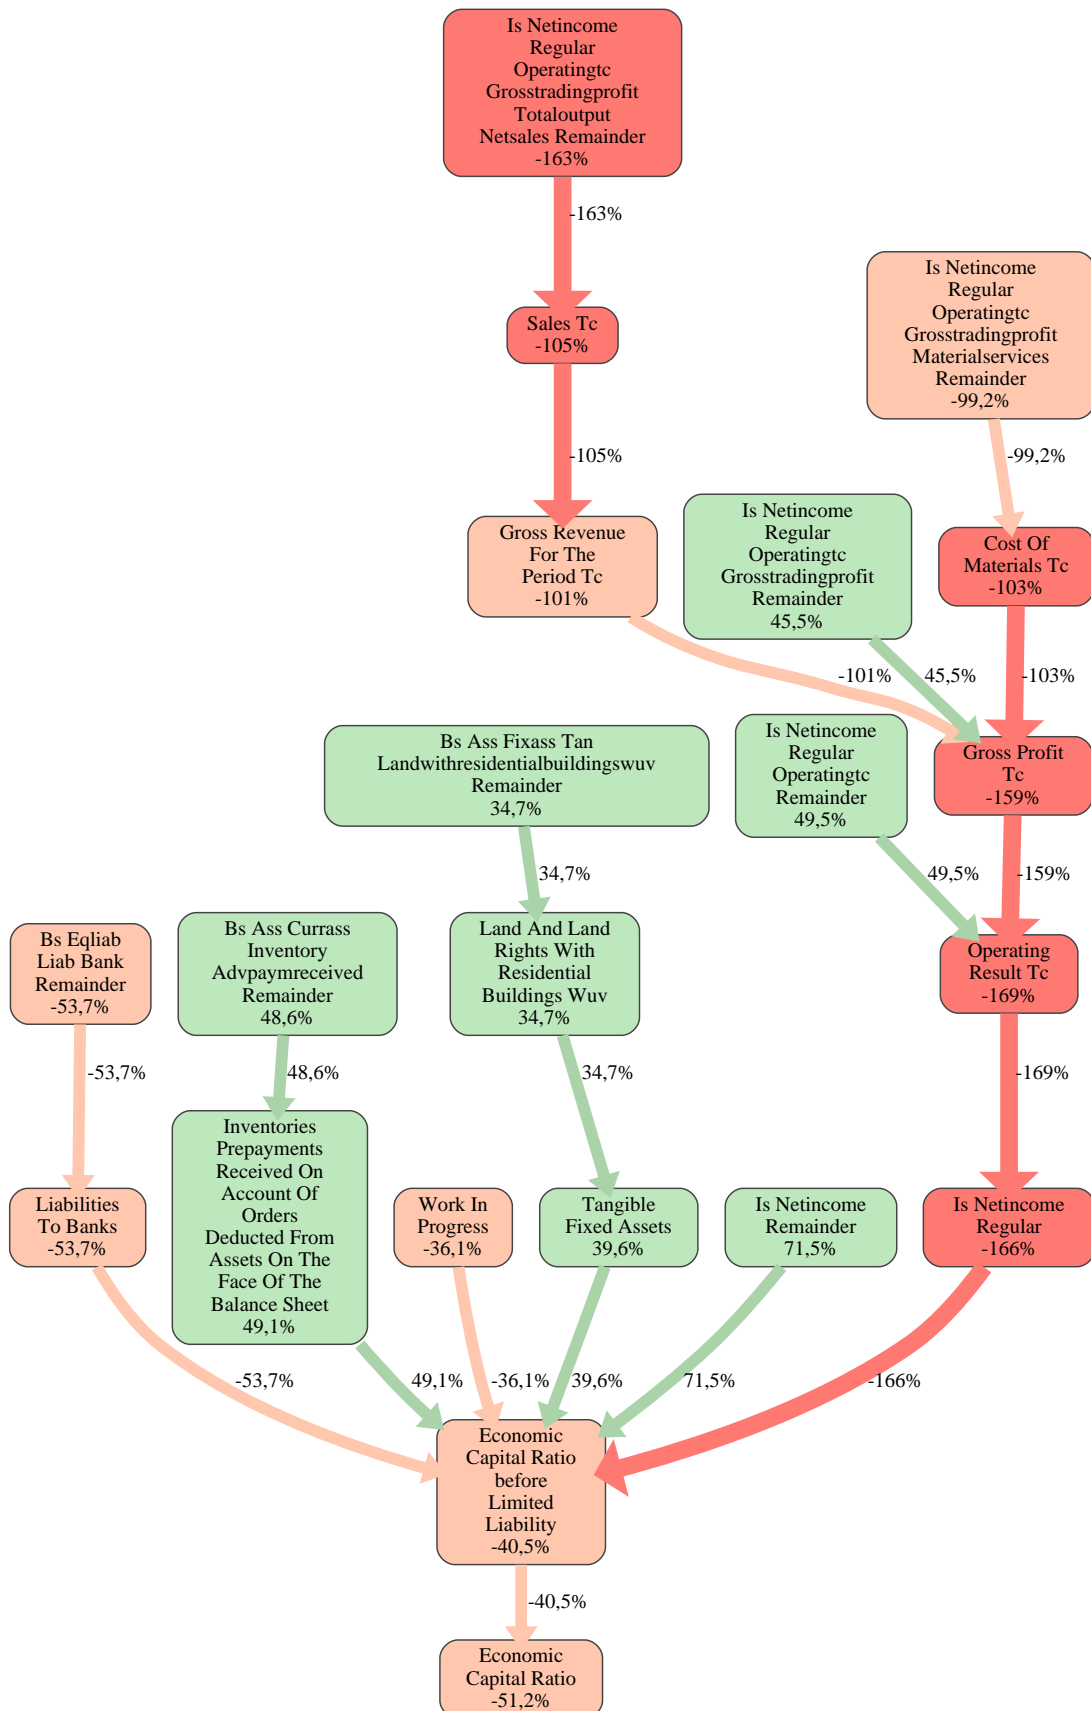 Is Netincome
Regular
Operatingtc
Grosstradingprofit
Totaloutput
Netsales Remainder
-163%
-163%
Is Netincome
Regular
Operatingtc
Grosstradingprofit
Materialservices
Remainder
-99,2%
Sales Tc
-105%
-105%
-99,2%
Gross Revenue
For The
Period Tc
-101%
Is Netincome
Regular
Operatingtc
Grosstradingprofit
Remainder
45,5%
Cost Of
Materials Tc
-103%
-101%
45,5%
-103%
Bs Ass Fixass Tan
Landwithresidentialbuildingswuv
Remainder
34,7%
Is Netincome
Regular
Operatingtc
Remainder
49,5%
Gross Profit
Tc
-159%
34,7%
49,5%
-159%
Bs Eqliab
Liab Bank
Remainder
-53,7%
Bs Ass Currass
Inventory
Advpaymreceived
Remainder
48,6%
Land And Land
Rights With
Residential
Buildings Wuv
34,7%
Operating
Result Tc
-169%
-53,7%
48,6%
34,7%
-169%
Liabilities
To Banks
-53,7%
Inventories
Prepayments
Received On
Account Of
Orders
Deducted From
Assets On The
Face Of The
Balance Sheet
49,1%
Work In
Progress
-36,1%
Tangible
Fixed Assets
39,6%
Is Netincome
Remainder
71,5%
Is Netincome
Regular
-166%
-53,7%
49,1%
-36,1%
39,6%
71,5%
-166%
Economic
Capital Ratio
before
Limited
Liability
-40,5%
-40,5%
Economic
Capital Ratio
-51,2%